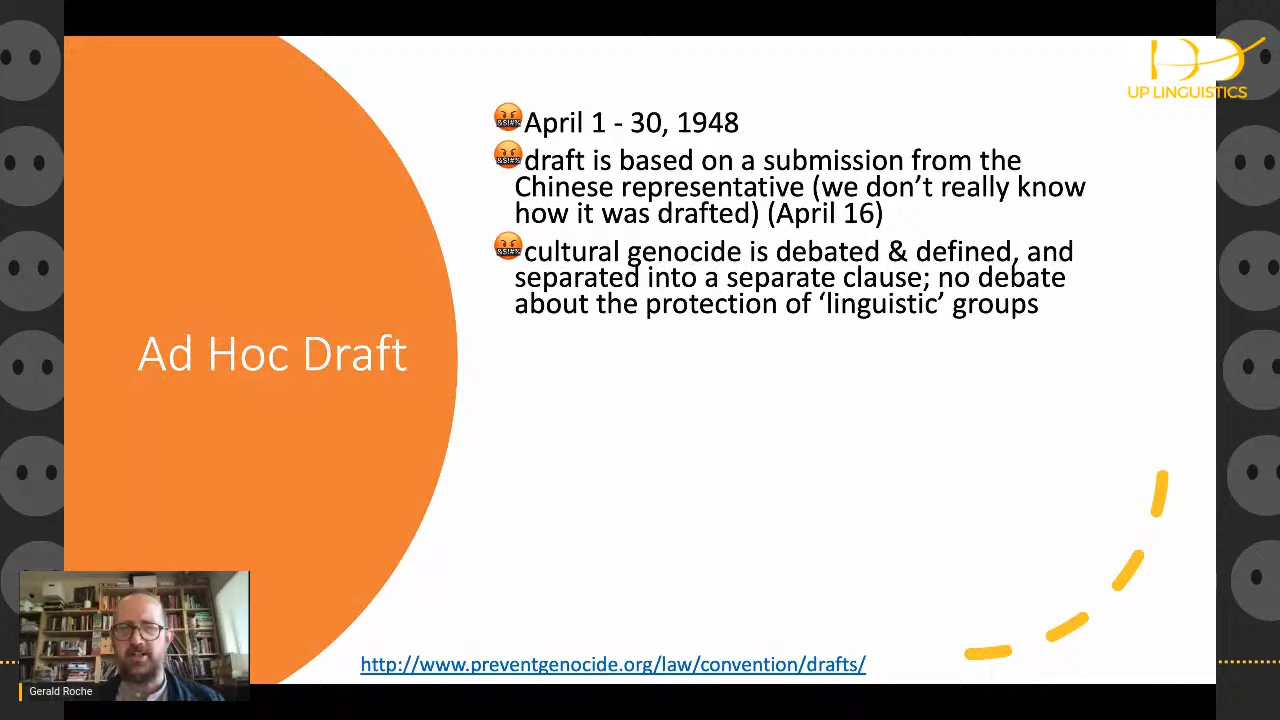 UP LINGUISTICS
🤬April 1 - 30, 1948
🤬draft is based on a submission from the
Chinese representative (we don’t really know
how it was drafted) (April 16)
🤬cultural genocide is debated & defined, and
separated into a separate clause; no debate
about the protection of ‘linguistic’ groups
Ad Hoc Draft
http://www.preventgenocide.org/law/convention/drafts/
Gerald Roche